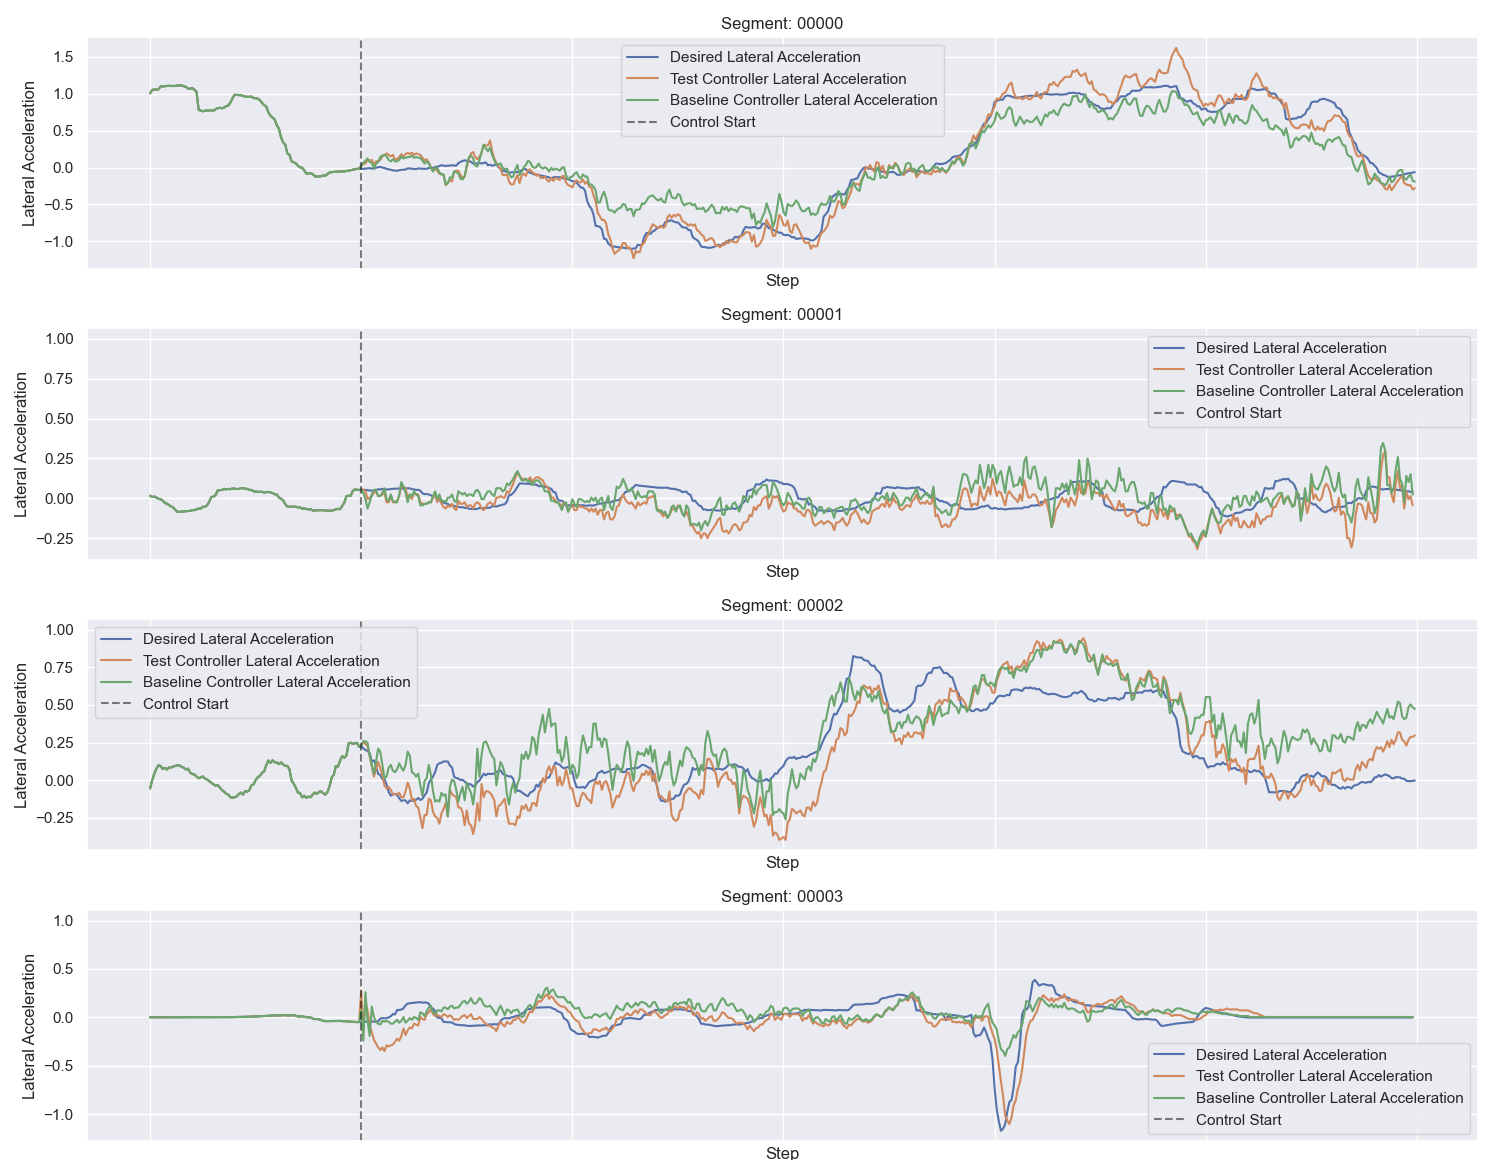 Segment: 00000
Lateral Acceleration
1.5
1.0
0.5
0.0
−0.5
−1.0
Desired Lateral Acceleration
Test Controller Lateral Acceleration
Baseline Controller Lateral Acceleration
Control Start
Step
Segment: 00001
Lateral Acceleration
1.00
0.75
0.50
0.25
0.00
−0.25
Desired Lateral Acceleration
Test Controller Lateral Acceleration
Baseline Controller Lateral Acceleration
Control Start
Step
Segment: 00002
Lateral Acceleration
1.00
0.75
0.50
0.25
0.00
−0.25
Desired Lateral Acceleration
Test Controller Lateral Acceleration
Baseline Controller Lateral Acceleration
Control Start
Step
Segment: 00003
Lateral Acceleration
1.0
0.5
0.0
−0.5
−1.0
Desired Lateral Acceleration
Test Controller Lateral Acceleration
Baseline Controller Lateral Acceleration
Control Start
Step